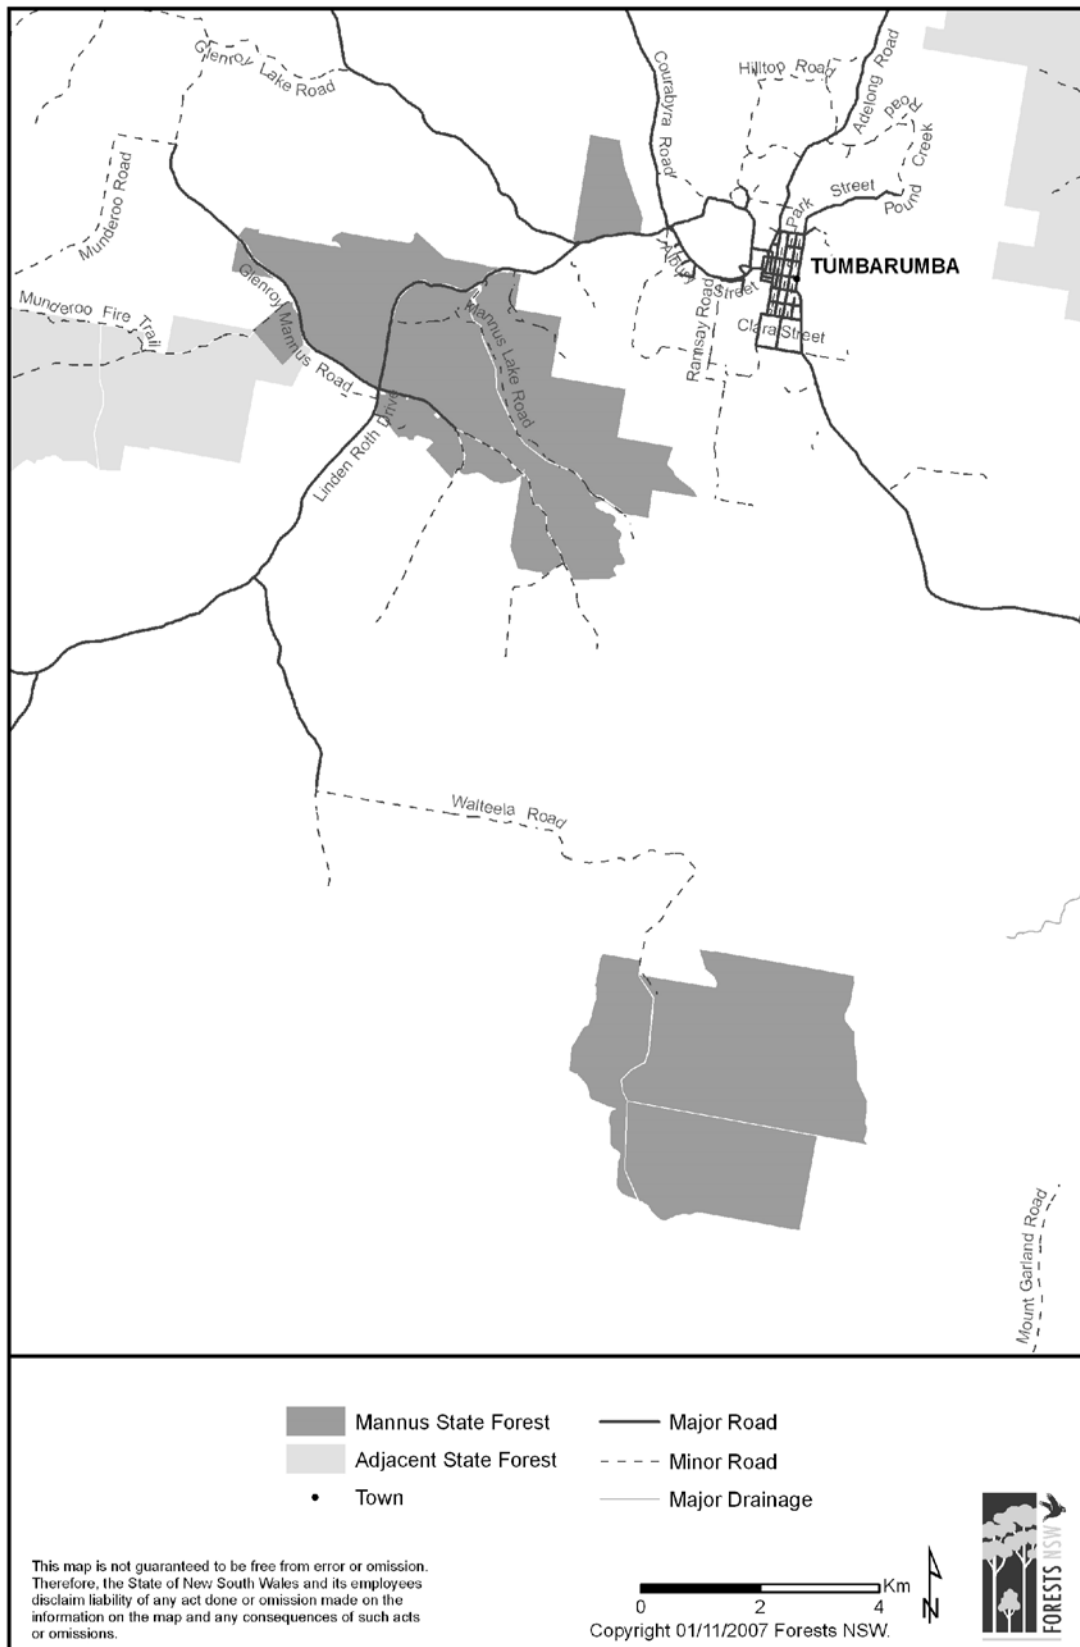 Glenroy Lake Road
Courabyra Road
Hilltop Road
Adelong Road
Pound Creek Road
Park Street
Munderoo Road
TUMBARUMBA
Albury Street
Ramsay Road
Clara Street
Munderoo Fire Trail
Glenroy Mannus Road
Mannus Lake Road
Linden Roth Drive
Walteela Road
Mount Garland Road
Mannus State Forest
Adjacent State Forest
Town
Major Road
Minor Road
Major Drainage
This map is not guaranteed to be free from error or omission.
Therefore, the State of New South Wales and its employees
disclaim liability of any act done or omission made on the
information on the map and any consequences of such acts
or omissions.
Km
0 2 4
N
Copyright 01/11/2007 Forests NSW.
FORESTS NSW